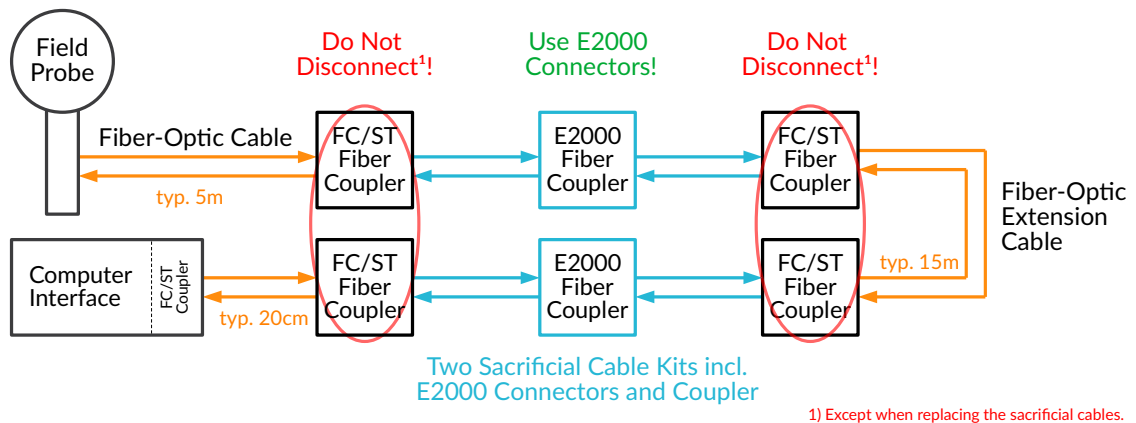 Field
Probe
Do Not
Disconnect¹!
Use E2000
Connectors!
Do Not
Disconnect¹!
Fiber-Optic Cable
typ. 5m
FC/ST
Fiber
Coupler
E2000
Fiber
Coupler
FC/ST
Fiber
Coupler
Fiber-Optic
Extension
Cable
Computer
Interface
FC/ST
Coupler
typ. 20cm
FC/ST
Fiber
Coupler
E2000
Fiber
Coupler
FC/ST
Fiber
Coupler
typ. 15m
Two Sacrificial Cable Kits incl.
E2000 Connectors and Coupler
1) Except when replacing the sacrificial cables.